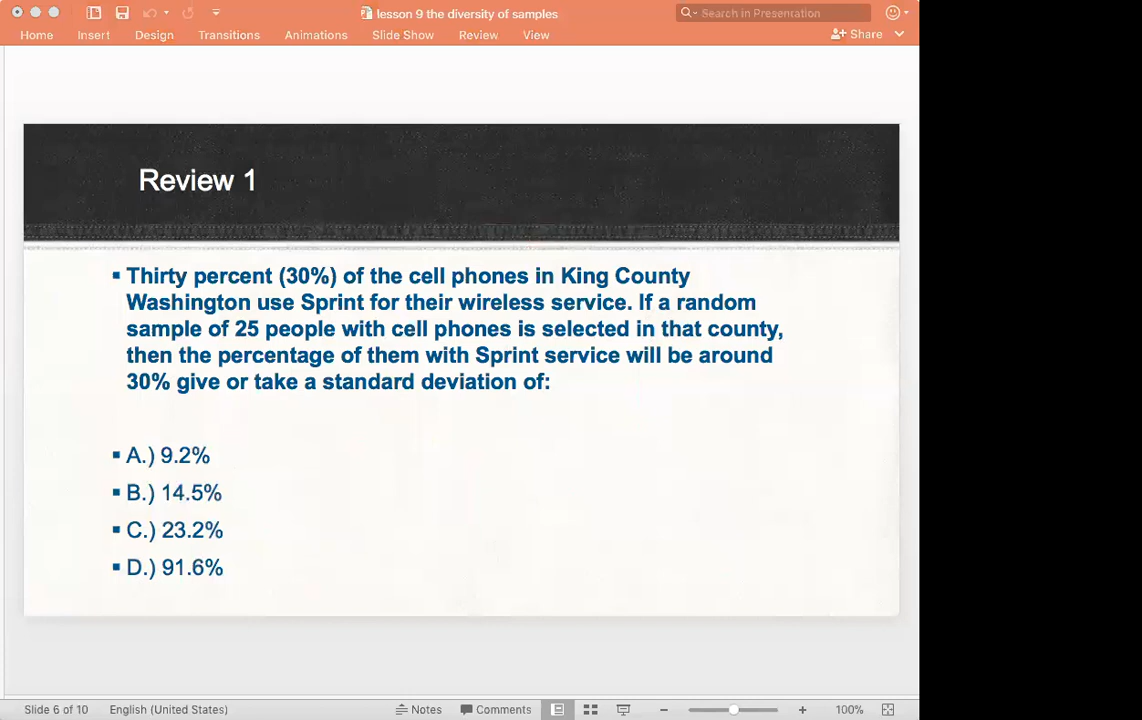 lesson 9 the diversity of samples
Search in Presentation
Home Insert Design Transitions Animations Slide Show Review View
Share
Review 1
▪ Thirty percent (30%) of the cell phones in King County
Washington use Sprint for their wireless service. If a random
sample of 25 people with cell phones is selected in that county,
then the percentage of them with Sprint service will be around
30% give or take a standard deviation of:
▪ A.) 9.2%
▪ B.) 14.5%
▪ C.) 23.2%
▪ D.) 91.6%
Slide 6 of 10 English (United States) Notes Comments 100%